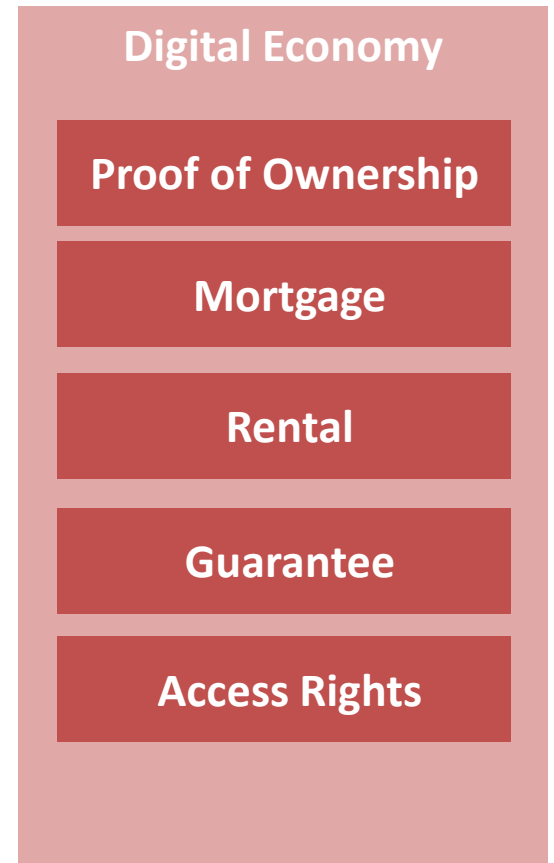 Digital Economy
Proof of Ownership
Mortgage
Rental
Guarantee
Access Rights